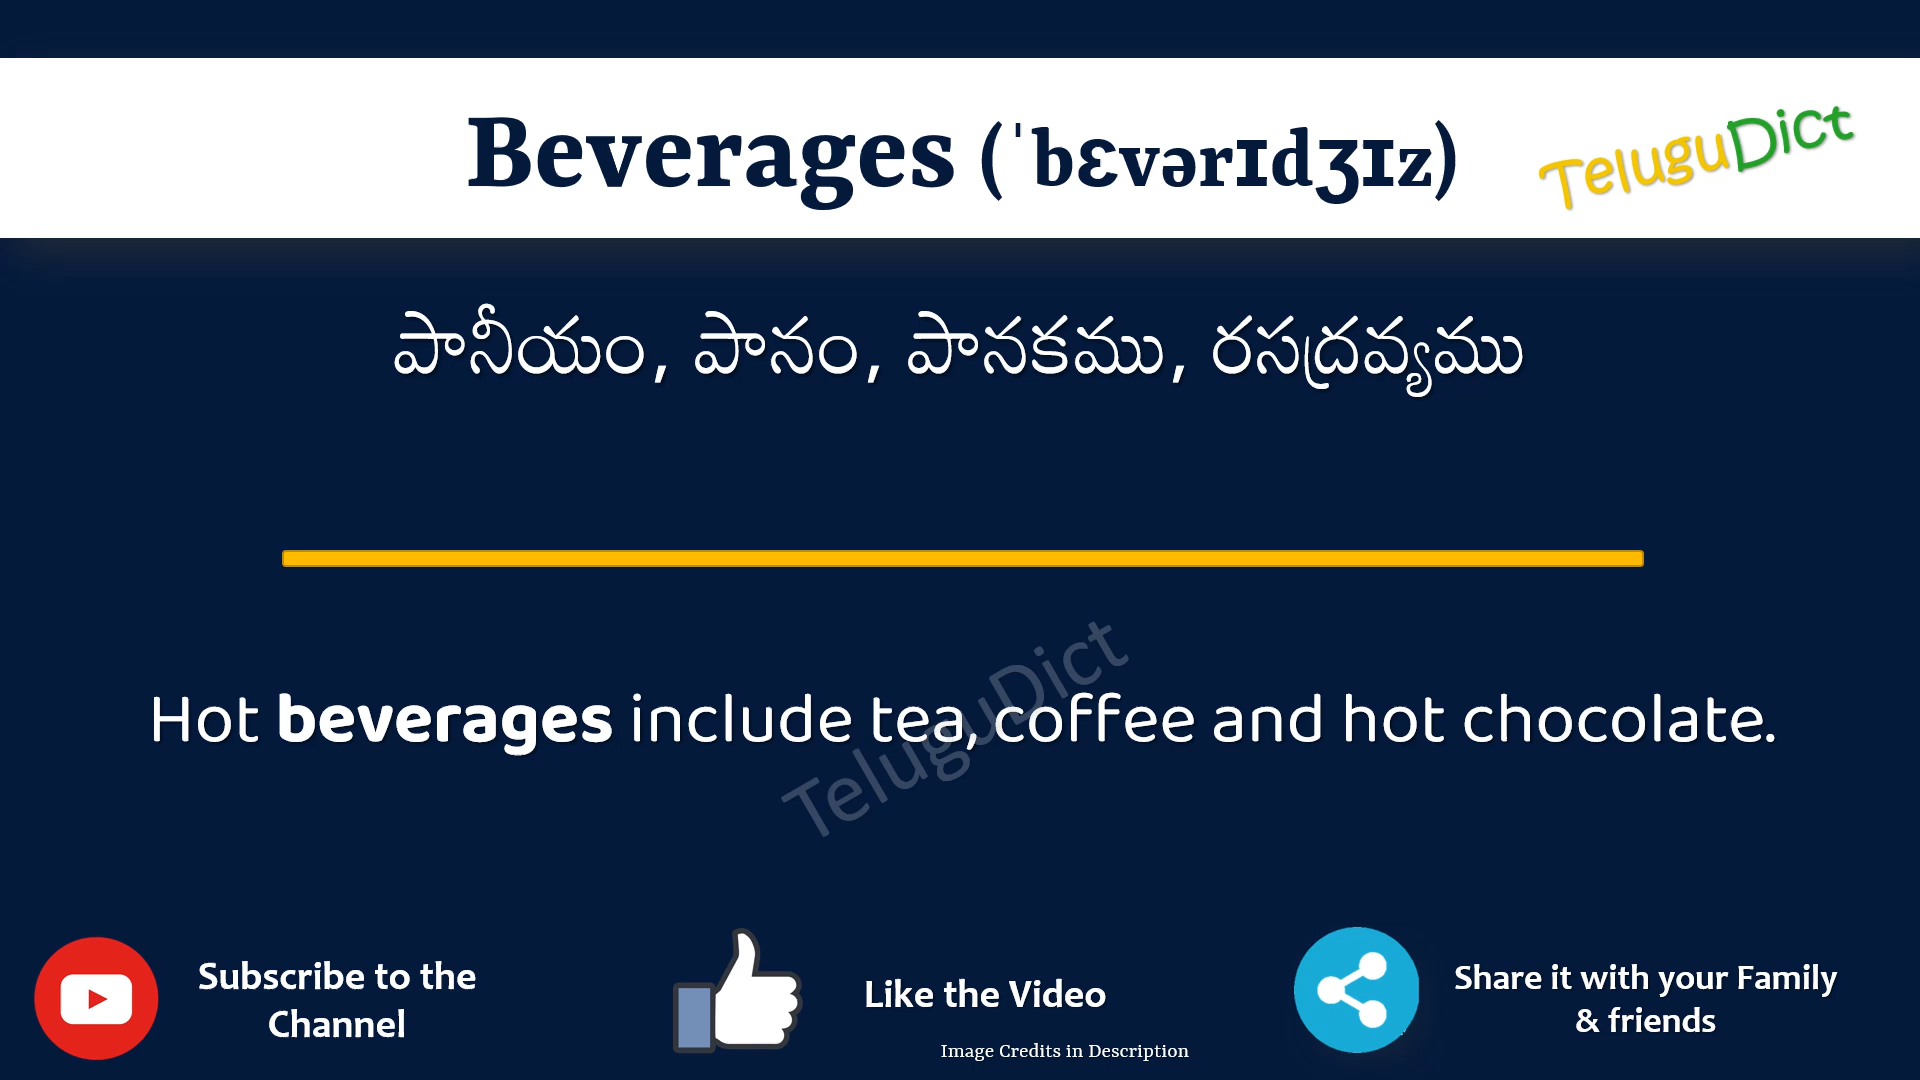 Beverages (ˈbɛvərɪdʒɪz)
TeluguDict
పానీయం, పానం, పానకము, రసద్రవ్యము
Hot beverages include tea, coffee and hot chocolate.
TeluguDict
Subscribe to the
Channel
Like the Video
Share it with your Family
& friends
Image Credits in Description